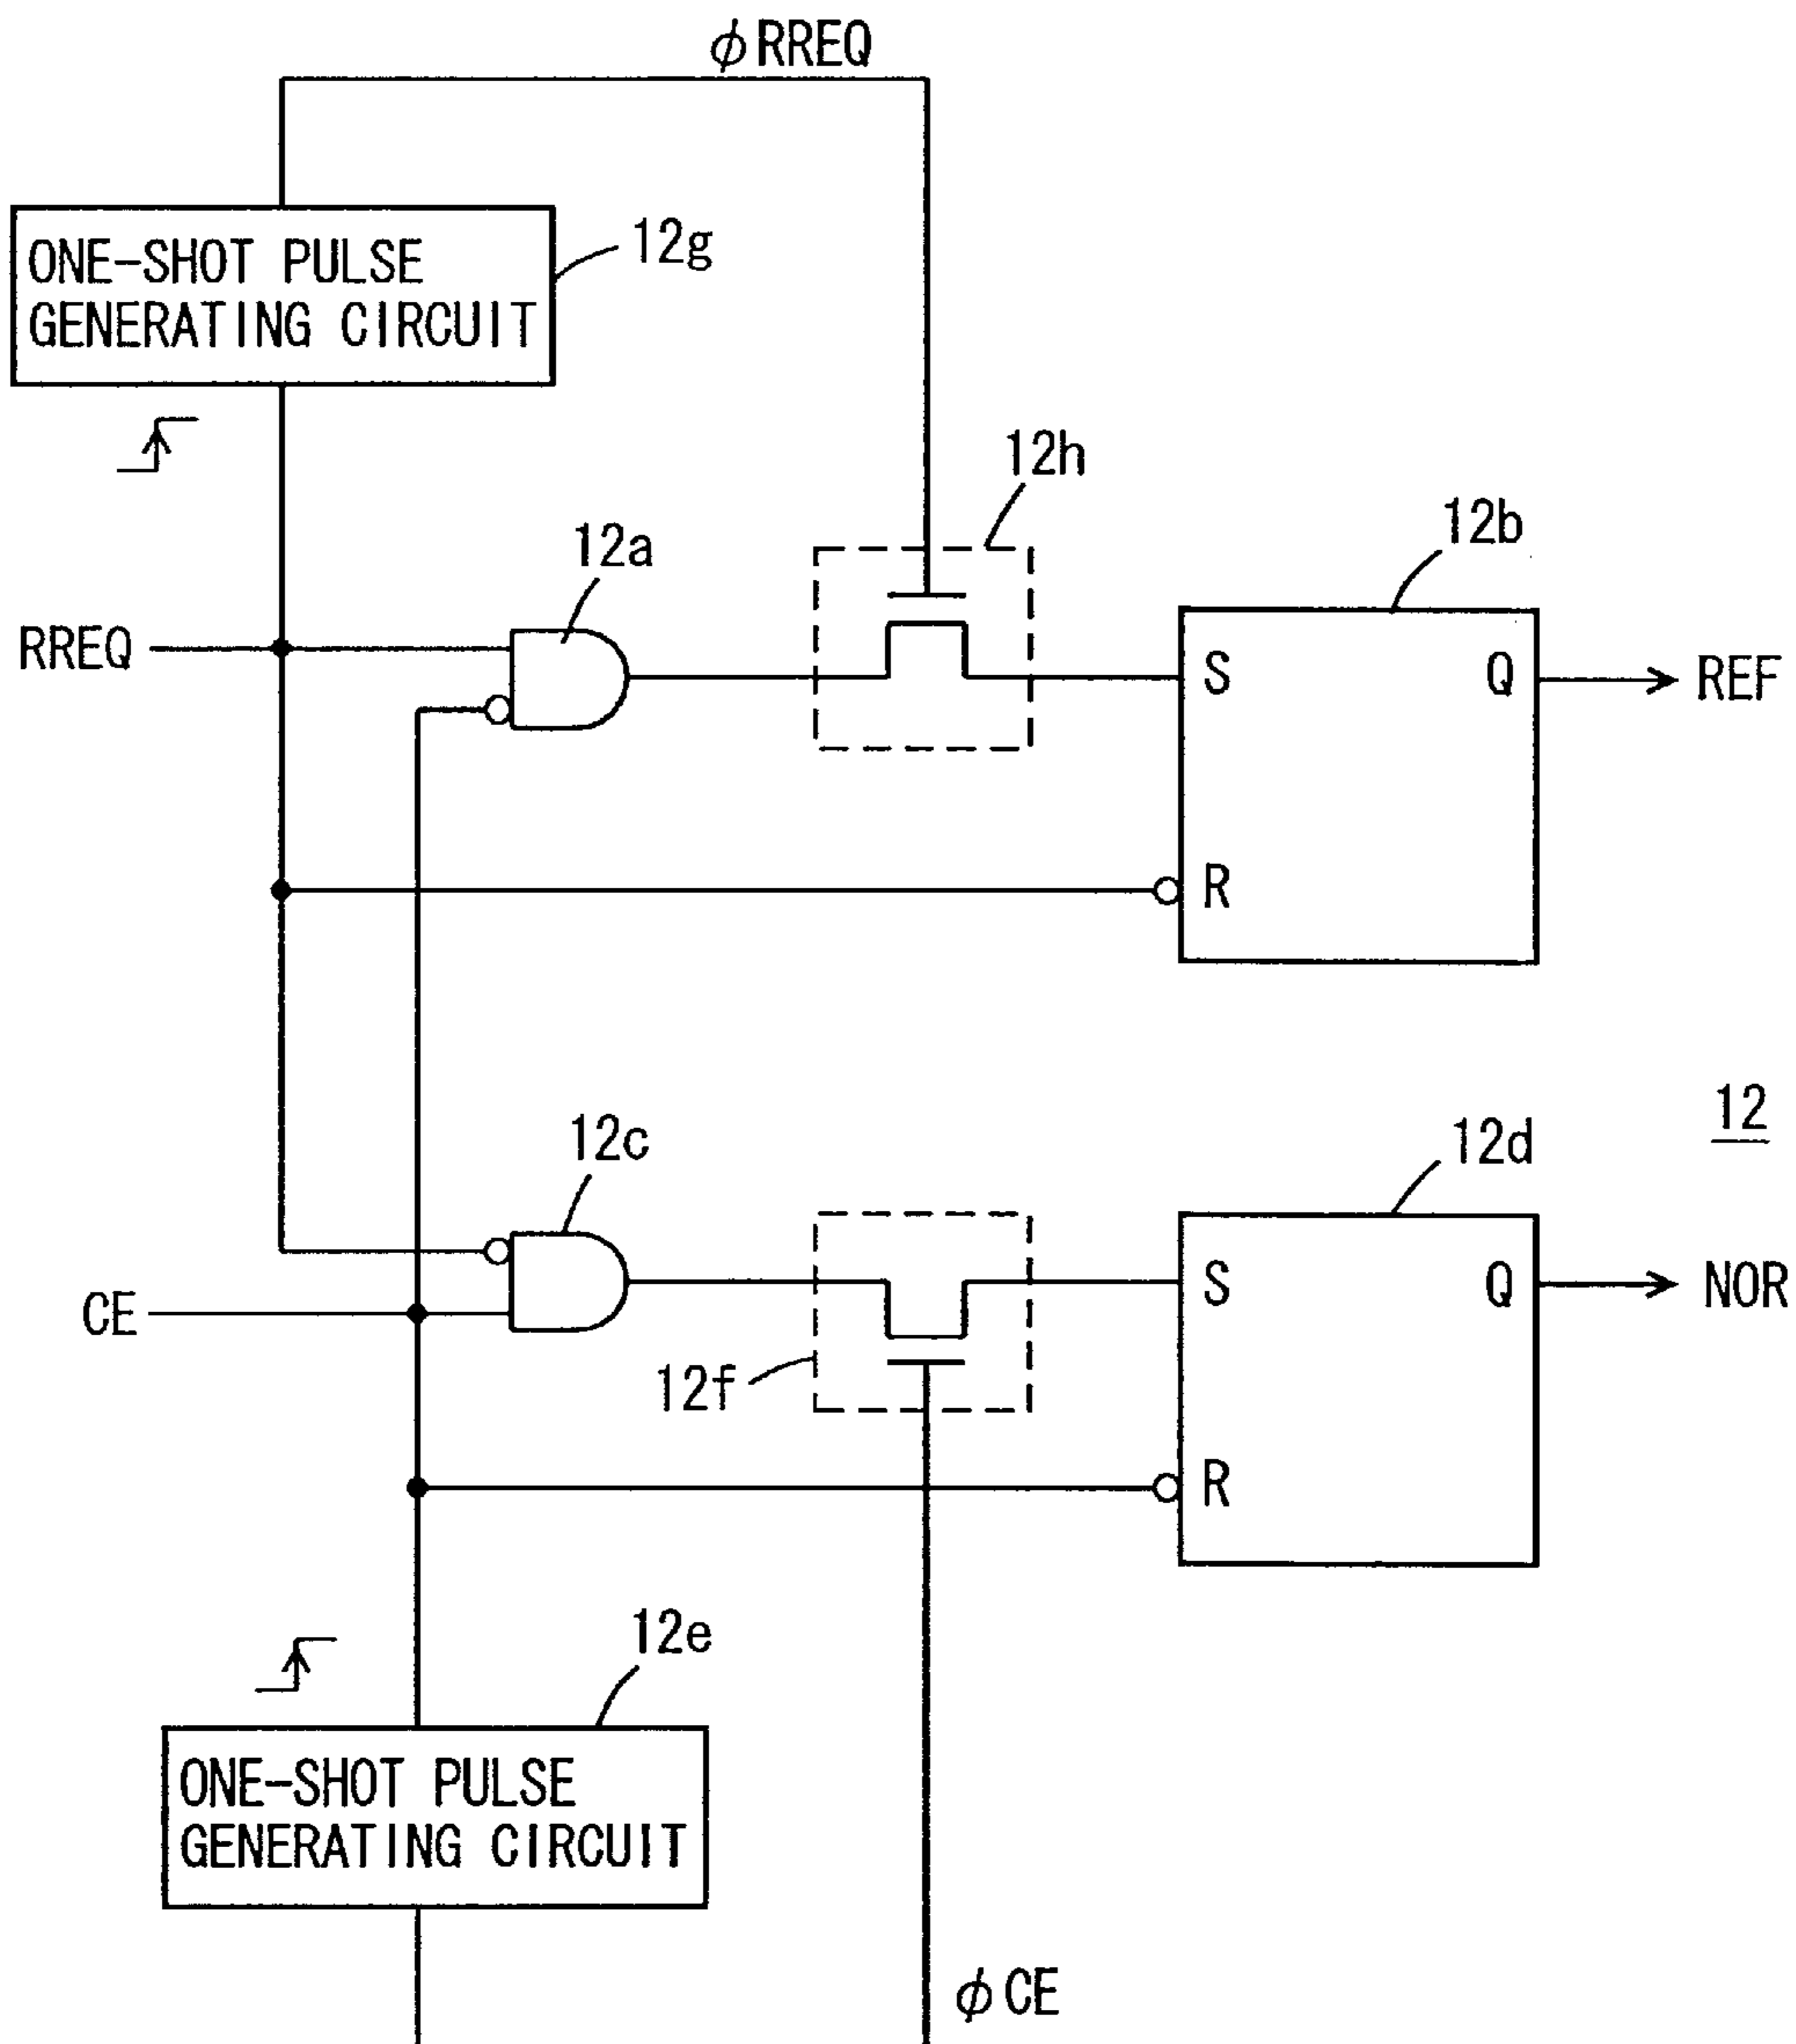 φRREQ
ONE-SHOT PULSE
GENERATING CIRCUIT
12g
12h
12b
12a
RREQ
S
Q
REF
R
12
12c
12d
CE
S
Q
NOR
12f
R
12e
ONE-SHOT PULSE
GENERATING CIRCUIT
φCE